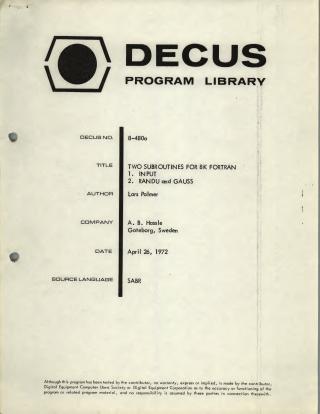 DECUS
PROGRAM LIBRARY
DECUS NO. 8-480a
TITLE TWO SUBROUTINES FOR 8K FORTRAN
1. INPUT
2. RANDU and GAUSS
AUTHOR Lars Palmer
COMPANY A. B. Hassle
Goteborg, Sweden
DATE April 26, 1972
SOURCE LANGUAGE SABR
Although this program has been tested by the contributor, no warranty, express or implied, is made by the contributor,
Digital Equipment Computer Users Society or Digital Equipment Corporation as to the accuracy or functioning of the
program or related program material, and no responsibility is assumed by these parties in connection therewith.